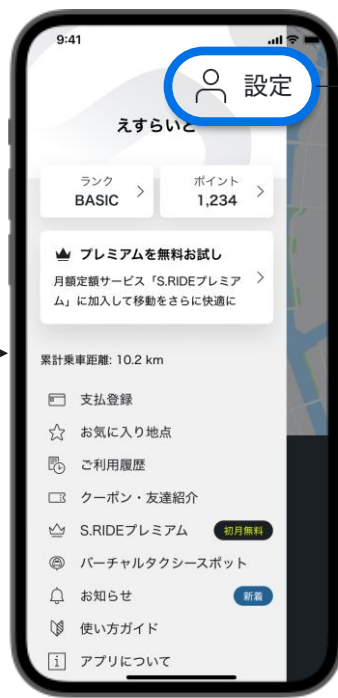 9:41
設定
えすらいど
ランク
BASIC
ポイント
1,234
プレミアムを無料お試し
月額定額サービス「S.RIDEプレミア
ム」に加入して移動をさらに快適に
累計乗車距離: 10.2 km
支払登録
お気に入り地点
ご利用履歴
クーポン・友達紹介
S.RIDEプレミアム
初月無料
バーチャルタクシースポット
お知らせ
新着
使い方ガイド
アプリについて